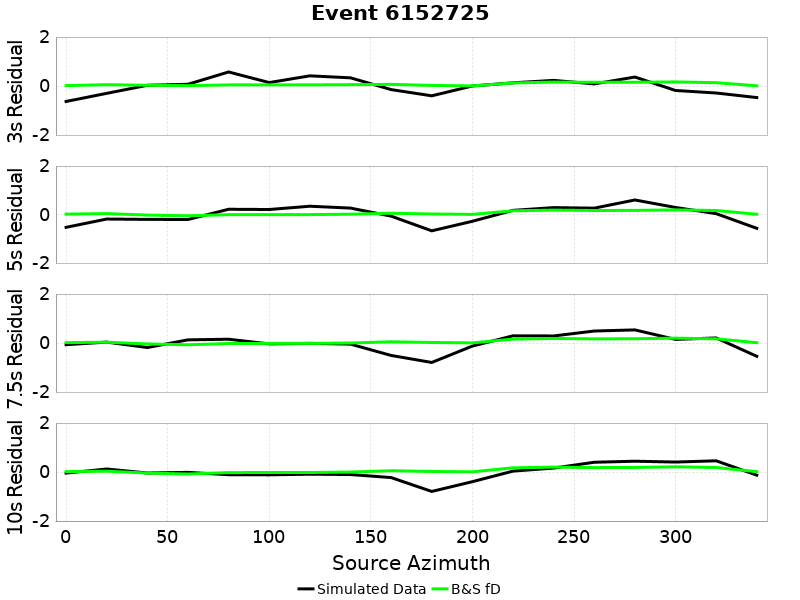 Event 6152725
3s Residual
2
0
-2
5s Residual
2
0
-2
7.5s Residual
2
0
-2
10s Residual
2
0
-2
0 50 100 150 200 250 300
Source Azimuth
Simulated Data B&S fD